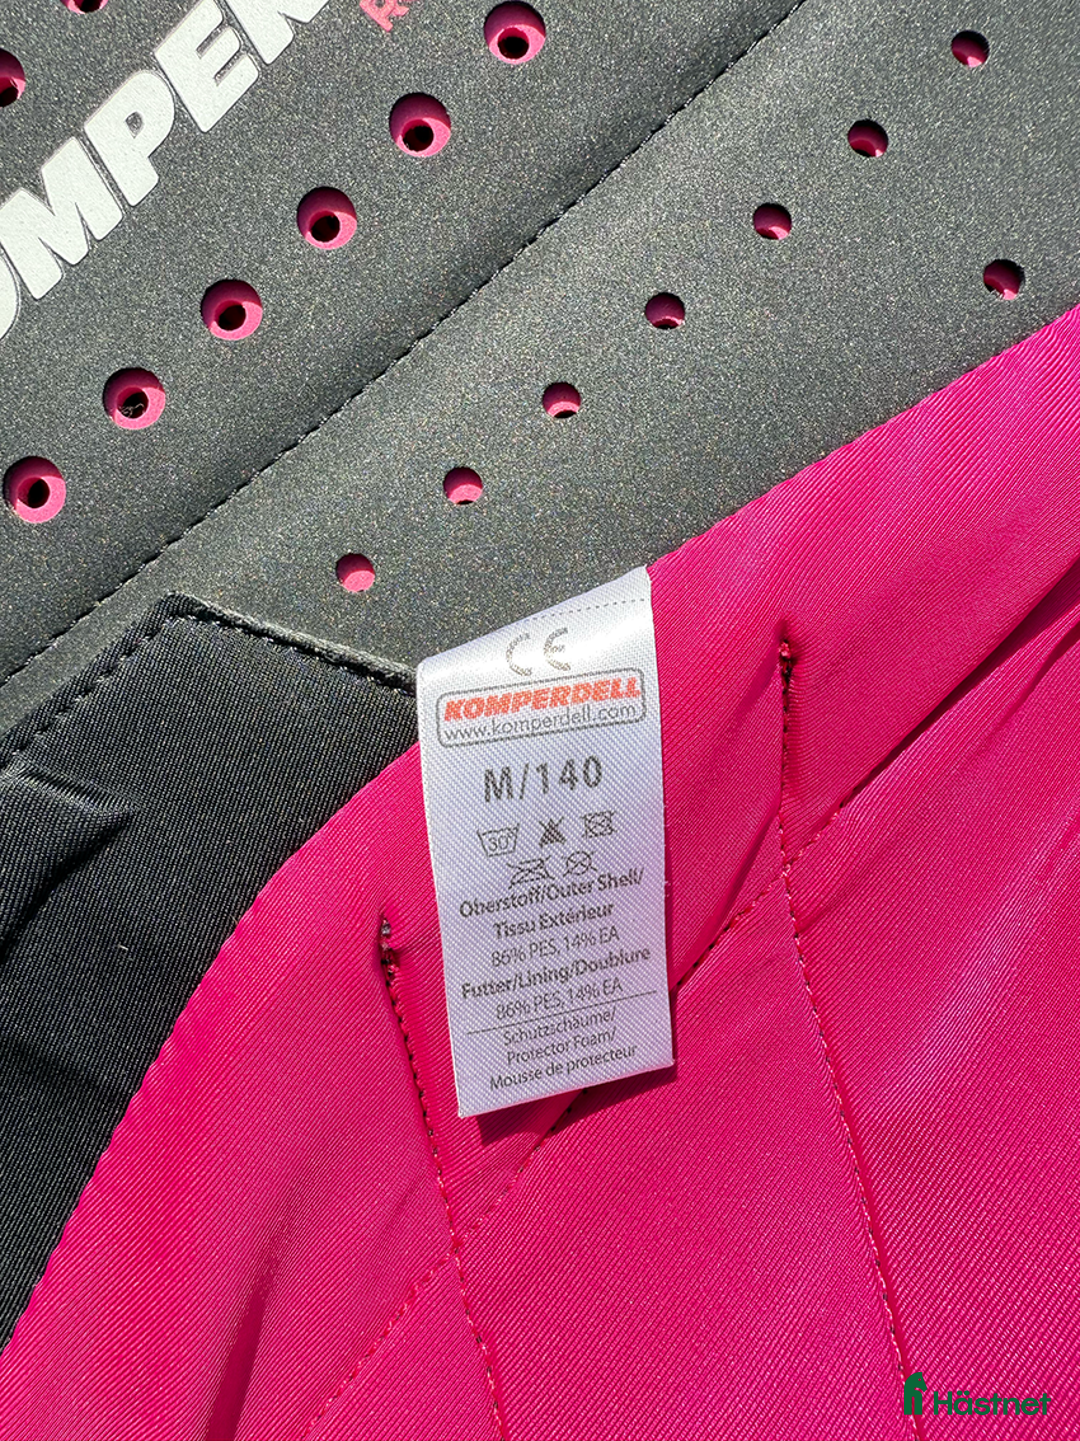 OMPER
R
CE
KOMPERDELL
www.komperdell.com
M/140
30°
Oberstoff/Outer Shell/
Tissu Extérieur
86% PES, 14% EA
Futter/Lining/Doublure
86% PES, 14% EA
Schutzschäume/
Protector Foam/
Mousse de protecteur
Hästnet